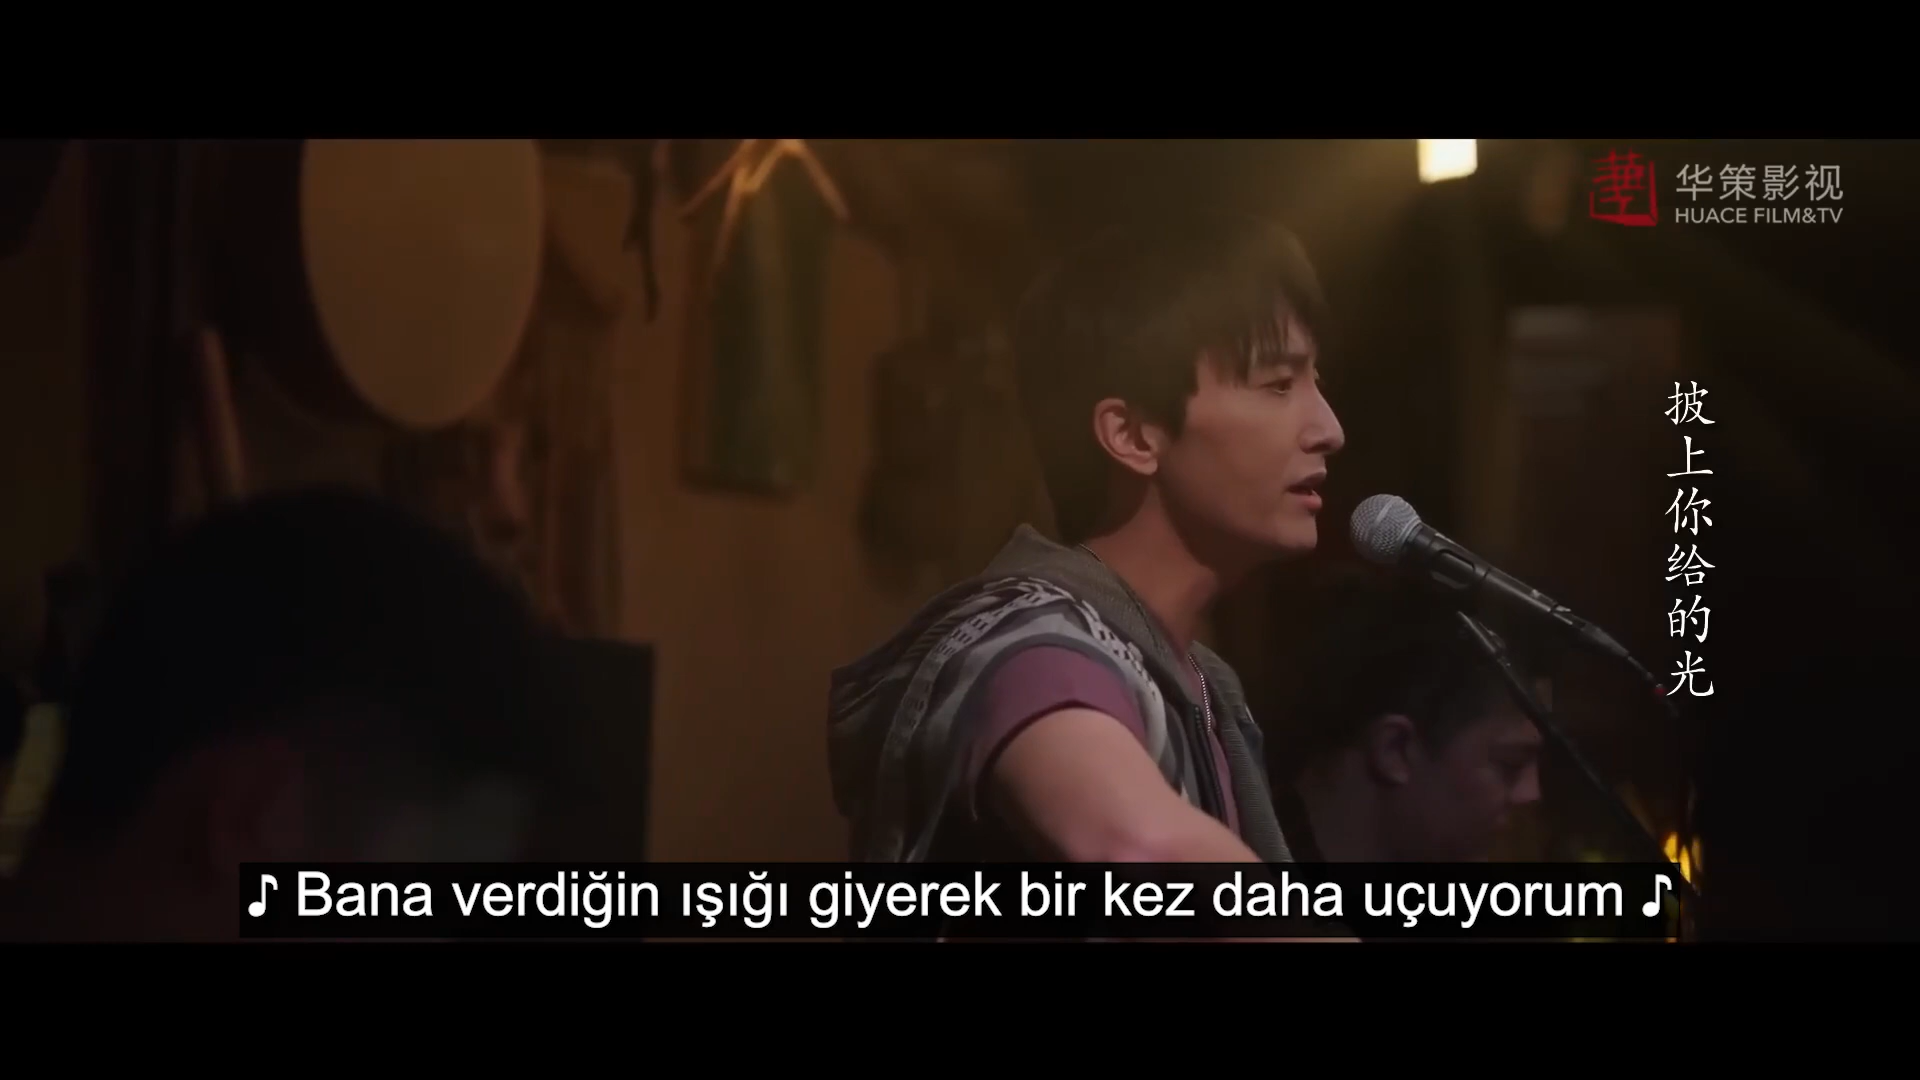 华策影视
HUACE FILM&TV
披上你给的光
♪ Bana verdiğin ışığı giyerek bir kez daha uçuyorum ♪